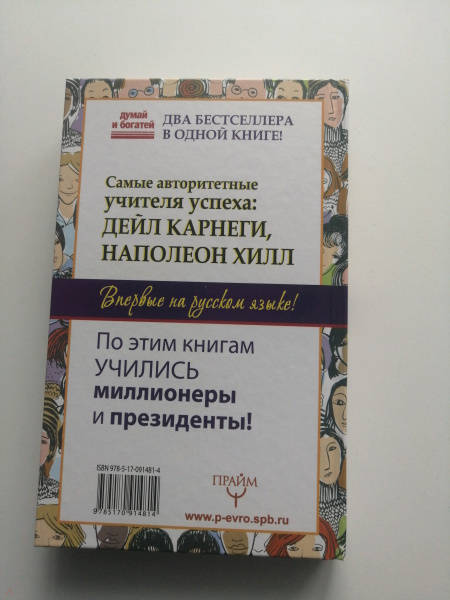 думай
и богатей
ДВА БЕСТСЕЛЛЕРА
В ОДНОЙ КНИГЕ!
Самые авторитетные
учителя успеха:
ДЕЙЛ КАРНЕГИ,
НАПОЛЕОН ХИЛЛ
Впервые на русском языке!
По этим книгам
УЧИЛИСЬ
миллионеры
и президенты!
ISBN 978-5-17-091481-4
9785170914814
ПРАЙМ
www.p-evro.spb.ru